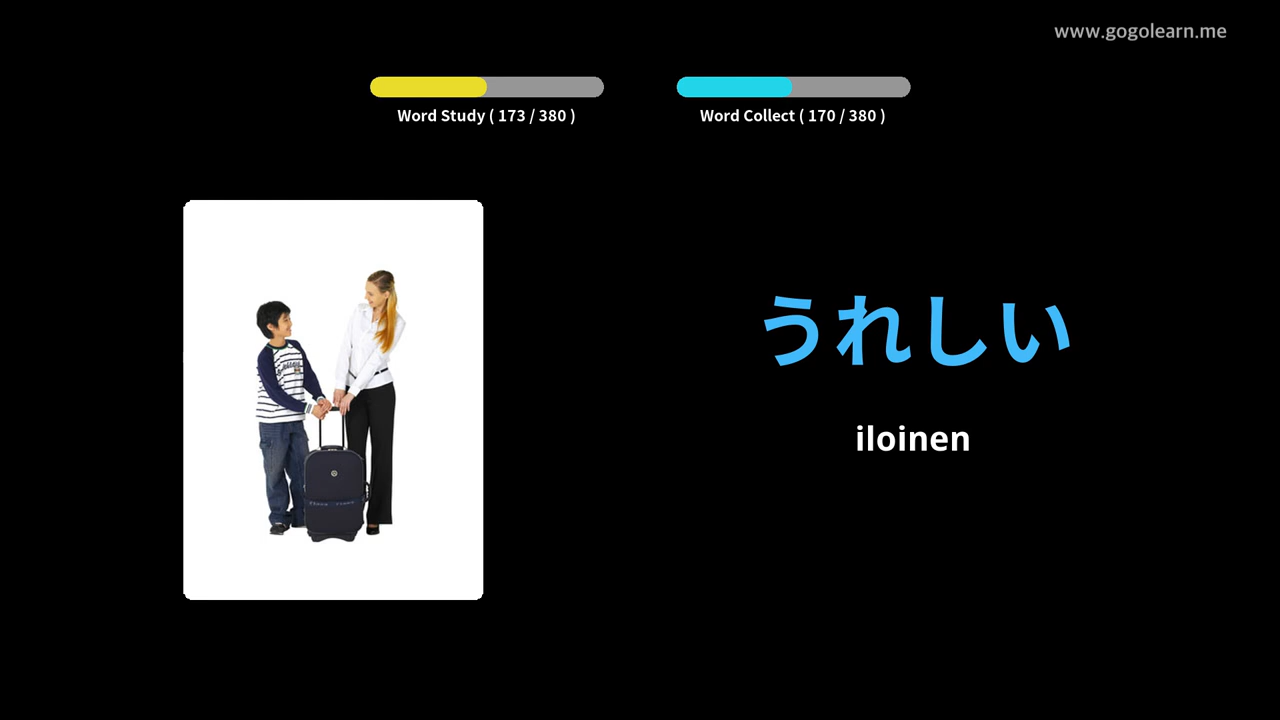 www.gogolearn.me
Word Study ( 173 / 380 )
Word Collect ( 170 / 380 )
うれしい
iloinen